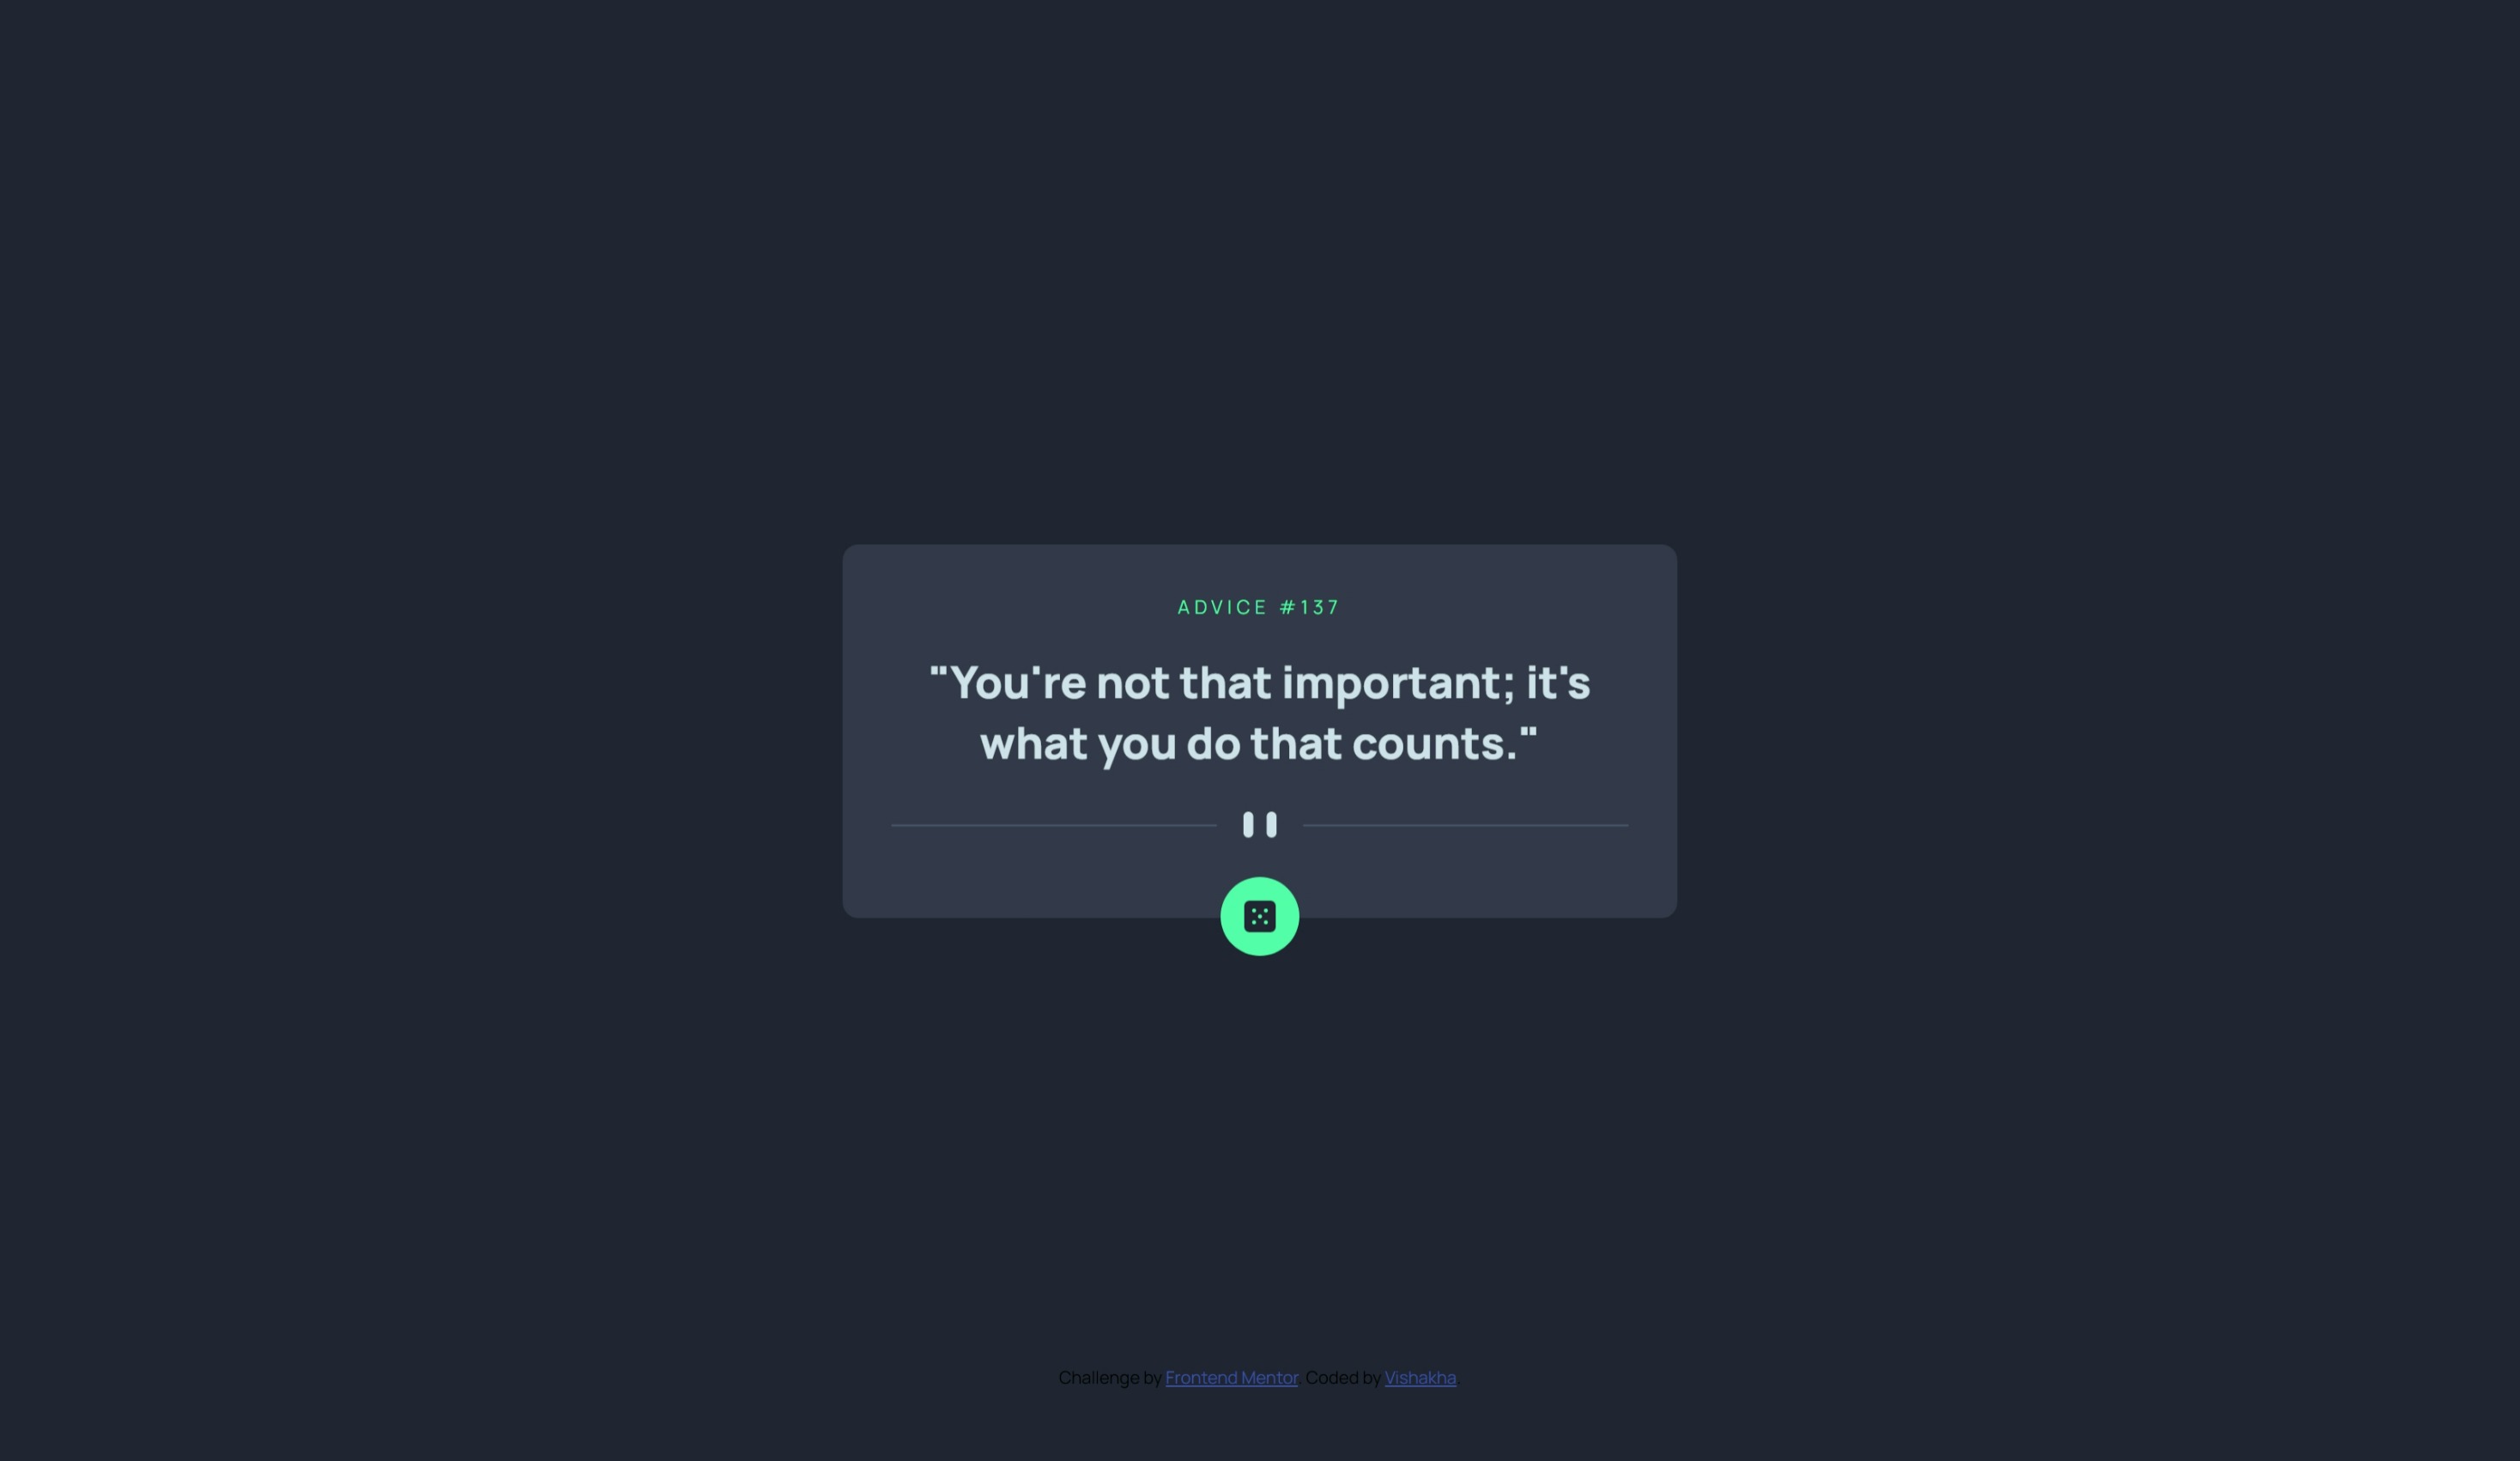 ADVICE #137
"You're not that important; it's
what you do that counts."
Challenge by Frontend Mentor. Coded by Vishakha.